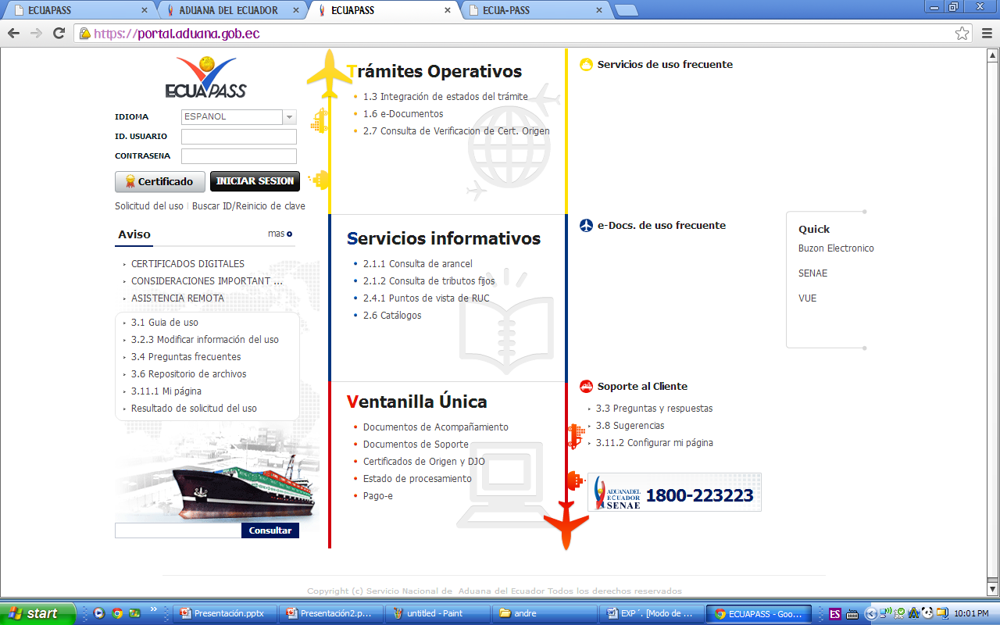 ECUAPASS
ADUANA DEL ECUADOR
ECUAPASS
ECUA-PASS
https://portal.aduana.gob.ec
ECUAPASS
IDIOMA
ESPANOL
ID. USUARIO
CONTRASENA
Certificado
INICIAR SESION
Solicitud del uso | Buscar ID/Reinicio de clave
Aviso
mas
CERTIFICADOS DIGITALES
CONSIDERACIONES IMPORTANT ...
ASISTENCIA REMOTA
3.1 Guia de uso
3.2.3 Modificar información del uso
3.4 Preguntas frecuentes
3.6 Repositorio de archivos
3.11.1 Mi página
Resultado de solicitud del uso
Consultar
Trámites Operativos
1.3 Integración de estados del trámite
1.6 e-Documentos
2.7 Consulta de Verificacion de Cert. Origen
Servicios informativos
2.1.1 Consulta de arancel
2.1.2 Consulta de tributos fijos
2.4.1 Puntos de vista de RUC
2.6 Catálogos
Ventanilla Única
Documentos de Acompañamiento
Documentos de Soporte
Certificados de Origen y DJO
Estado de procesamiento
Pago-e
Servicios de uso frecuente
e-Docs. de uso frecuente
Quick
Buzon Electronico
SENAE
VUE
Soporte al Cliente
3.3 Preguntas y respuestas
3.8 Sugerencias
3.11.2 Configurar mi página
ADUANA DEL
ECUADOR
SENAE
1800-223223
Copyright (c) Servicio Nacional de Aduana del Ecuador Todos los derechos reservados
start
Presentación.pptx
Presentación2.p...
untitled - Paint
andre
EXP ˙. [Modo de ...
ECUAPASS - Goo...
ES
10:01 PM